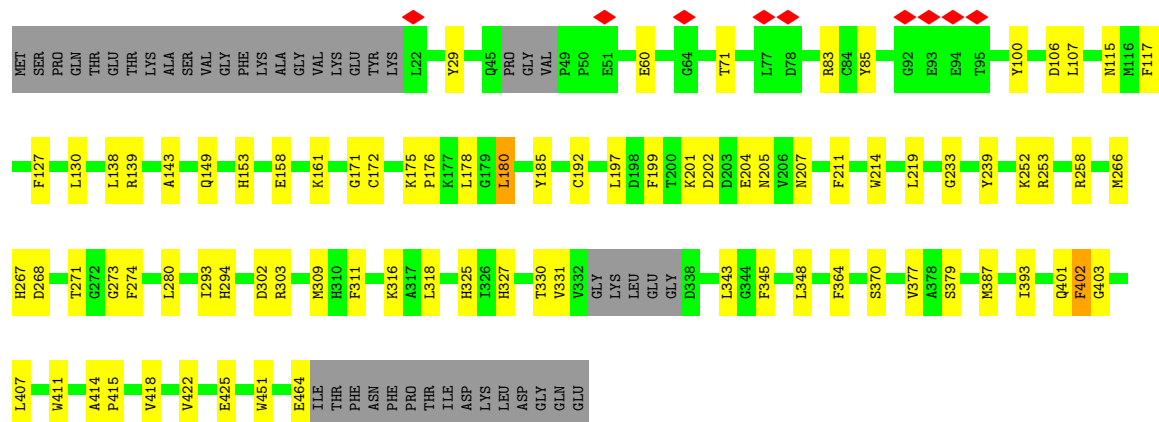 MET SER PRO GLN THR GLU THR LYS ALA SER VAL GLY PHE LYS ALA GLY VAL LYS GLU TYR LYS L22 Y29 Q45 PRO GLY VAL P49 P50 E51 E60 G64 T71 L77 D78 R83 C84 Y85 G92 E93 E94 T95 Y100 D106 L107 N115 M116 F117
F127 L130 L138 R139 A143 Q149 H153 E158 K161 G171 C172 K175 P176 K177 L178 G179 L180 Y185 C192 L197 D198 F199 T200 K201 D202 D203 E204 N205 V206 N207 F211 W214 L219 G233 Y239 K252 R253 R258 M266
H267 D268 T271 G272 G273 F274 L280 I293 H294 D302 R303 M309 H310 F311 K316 A317 L318 H325 I326 H327 T330 V331 V332 GLY LYS LEU GLU GLY D338 L343 G344 F345 L348 F364 S370 V377 A378 S379 M387 I393 Q401 F402 G403
L407 W411 A414 P415 V418 V422 E425 W451 E464 ILE THR PHE ASN PHE PRO THR ILE ASP LYS LEU ASP GLY GLN GLU